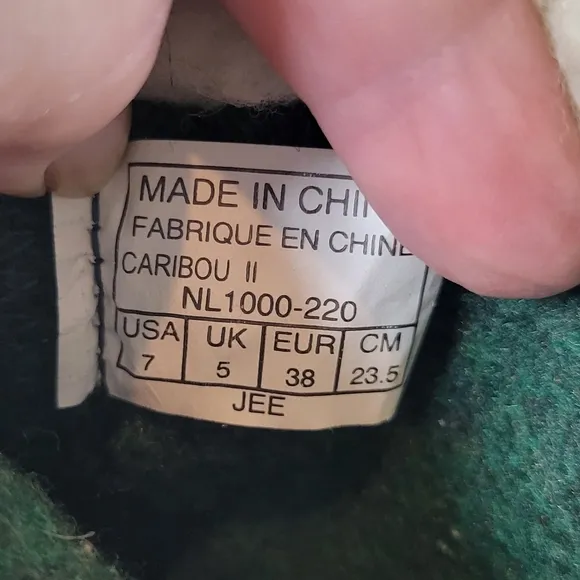 MADE IN CHIN
FABRIQUE EN CHINE
CARIBOU II
NL1000-220
USA UK EUR CM
7 5 38 23.5
JEE